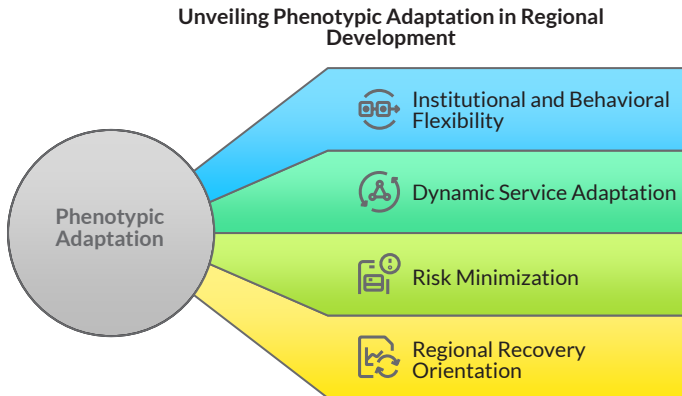 Unveiling Phenotypic Adaptation in Regional
Development
Institutional and Behavioral
Flexibility
Phenotypic
Adaptation
Dynamic Service Adaptation
Risk Minimization
Regional Recovery
Orientation